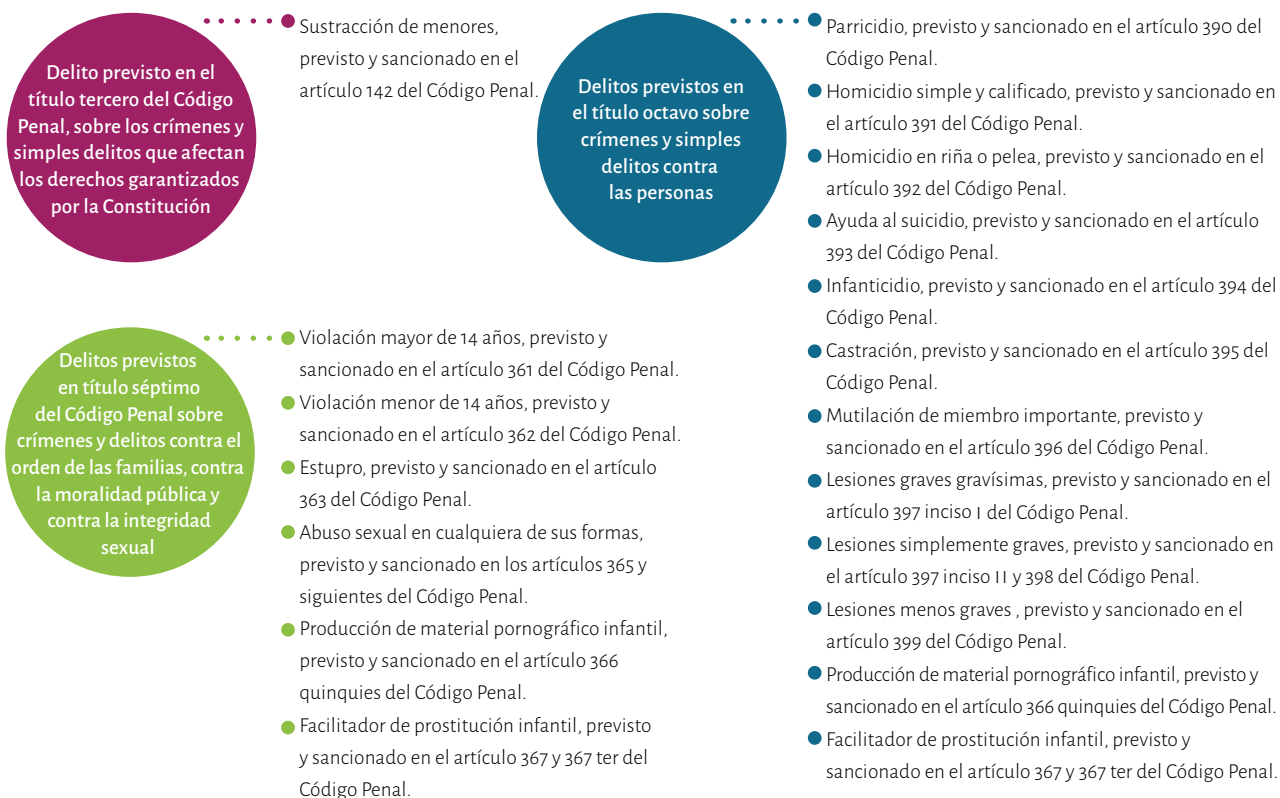 Delito previsto en el
título tercero del Código
Penal, sobre los crímenes y
simples delitos que afectan
los derechos garantizados
por la Constitución
Sustracción de menores,
previsto y sancionado en el
artículo 142 del Código Penal.
Delitos previstos
en título séptimo
del Código Penal sobre
crímenes y delitos contra el
orden de las familias, contra
la moralidad pública y
contra la integridad
sexual
Violación mayor de 14 años, previsto y
sancionado en el artículo 361 del Código Penal.
Violación menor de 14 años, previsto y
sancionado en el artículo 362 del Código Penal.
Estupro, previsto y sancionado en el artículo
363 del Código Penal.
Abuso sexual en cualquiera de sus formas,
previsto y sancionado en los artículos 365 y
siguientes del Código Penal.
Producción de material pornográfico infantil,
previsto y sancionado en el artículo 366
quinquies del Código Penal.
Facilitador de prostitución infantil, previsto
y sancionado en el artículo 367 y 367 ter del
Código Penal.
Delitos previstos en
el título octavo sobre
crímenes y simples
delitos contra
las personas
Parricidio, previsto y sancionado en el artículo 390 del
Código Penal.
Homicidio simple y calificado, previsto y sancionado en
el artículo 391 del Código Penal.
Homicidio en riña o pelea, previsto y sancionado en el
artículo 392 del Código Penal.
Ayuda al suicidio, previsto y sancionado en el artículo
393 del Código Penal.
Infanticidio, previsto y sancionado en el artículo 394 del
Código Penal.
Castración, previsto y sancionado en el artículo 395 del
Código Penal.
Mutilación de miembro importante, previsto y
sancionado en el artículo 396 del Código Penal.
Lesiones graves gravísimas, previsto y sancionado en el
artículo 397 inciso I del Código Penal.
Lesiones simplemente graves, previsto y sancionado en
el artículo 397 inciso II y 398 del Código Penal.
Lesiones menos graves , previsto y sancionado en el
artículo 399 del Código Penal.
Producción de material pornográfico infantil, previsto y
sancionado en el artículo 366 quinquies del Código Penal.
Facilitador de prostitución infantil, previsto y
sancionado en el artículo 367 y 367 ter del Código Penal.